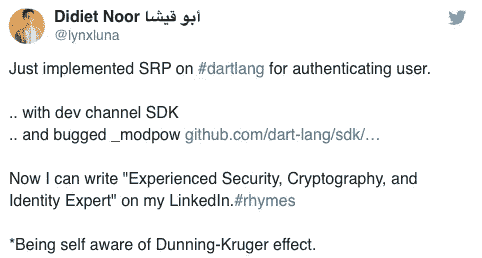 Didiet Noor أبو قيشا
@lynxluna
Just implemented SRP on #dartlang for authenticating user.
.. with dev channel SDK
.. and bugged _modpow github.com/dart-lang/sdk/…
Now I can write "Experienced Security, Cryptography, and
Identity Expert" on my LinkedIn.#rhymes
*Being self aware of Dunning-Kruger effect.